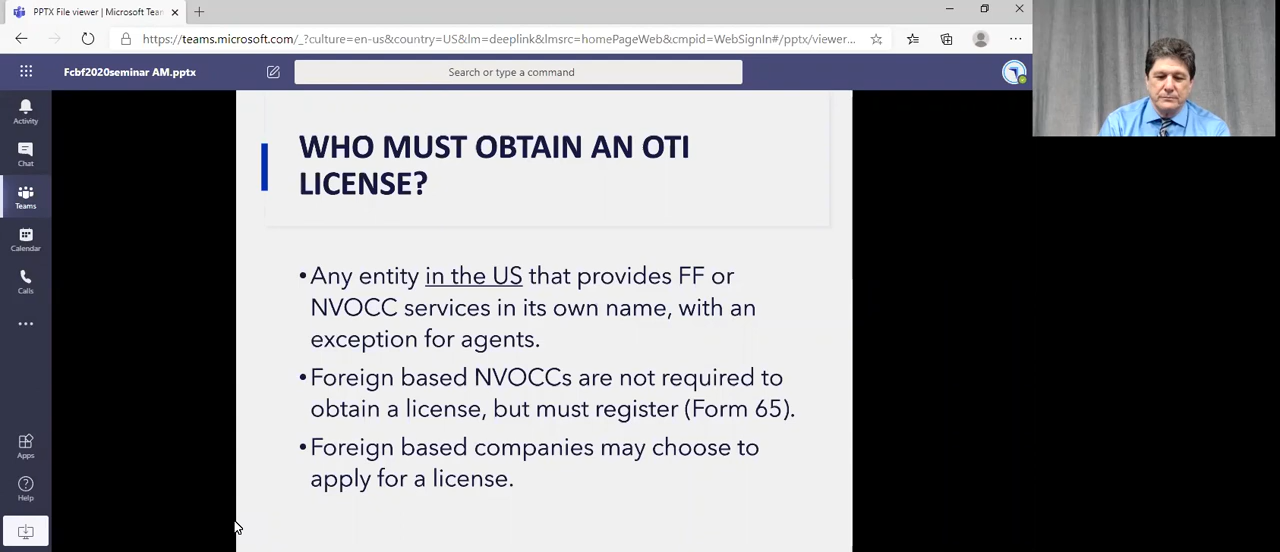 PPTX File viewer | Microsoft Tear
https://teams.microsoft.com/_?culture=en-us&country=US&lm=deeplink&lmsrc=homePageWeb&cmpid=WebSignIn#/pptx/viewer...
Fcbf2020seminar AM.pptx
Search or type a command
Activity
Chat
Teams
Calendar
Calls
Apps
Help
WHO MUST OBTAIN AN OTI
LICENSE?
•Any entity in the US that provides FF or
NVOCC services in its own name, with an
exception for agents.
•Foreign based NVOCCs are not required to
obtain a license, but must register (Form 65).
•Foreign based companies may choose to
apply for a license.